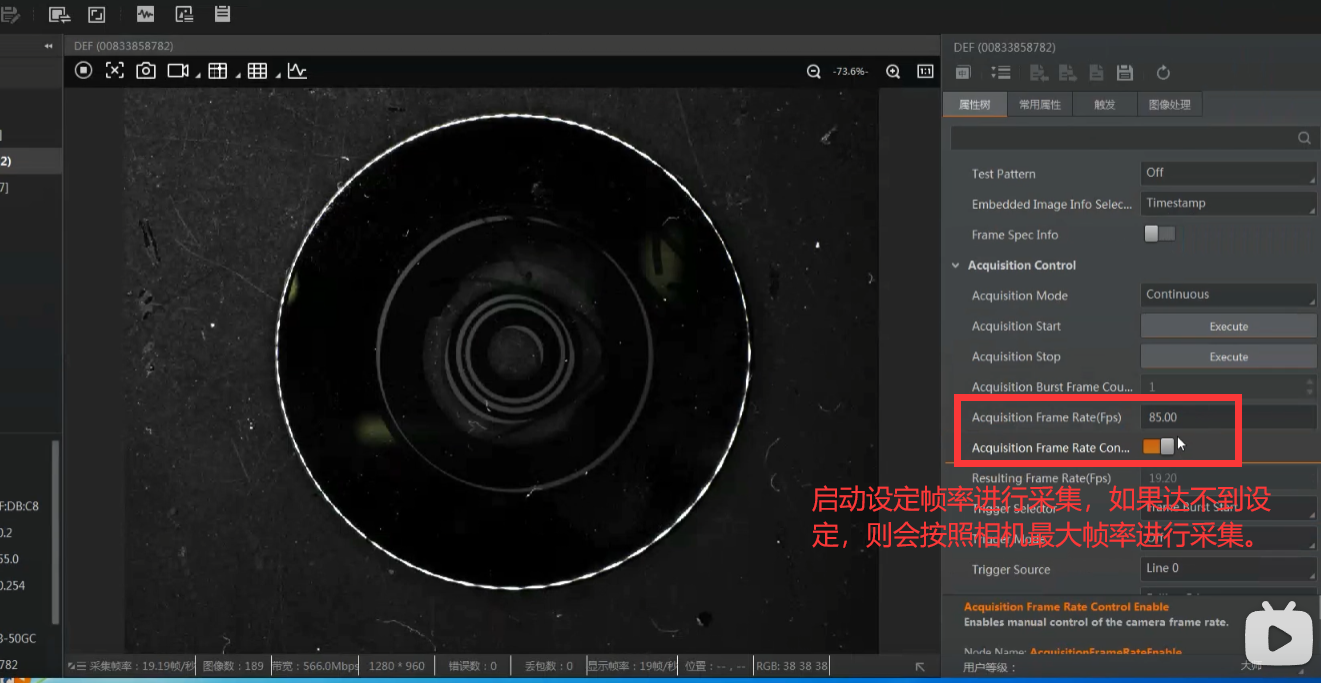 DEF (00833858782)
-73.6%-
1:1
2)
7]
F:DB:C8
0.2
55.0
0.254
3-50GC
782
采集帧率：19.19帧/秒
图像数：189
带宽：566.0Mbps
1280 * 960
错误数：0
丢包数：0
显示帧率：19帧/秒
位置：--，--
RGB: 38 38 38
DEF (00833858782)
属性树 常用属性 触发 图像处理
Test Pattern Off
Embedded Image Info Selec... Timestamp
Frame Spec Info
Acquisition Control
Acquisition Mode Continuous
Acquisition Start Execute
Acquisition Stop Execute
Acquisition Burst Frame Cou... 1
Acquisition Frame Rate(Fps) 85.00
Acquisition Frame Rate Con...
Resulting Frame Rate(Fps) 19.20
启动设定帧率进行采集，如果达不到设
Trigger Selector Frame Burst Start
定，则会按照相机最大帧率进行采集。
Trigger Mode Off
Trigger Source Line 0
Acquisition Frame Rate Control Enable
Enables manual control of the camera frame rate.
Node Name: AcquisitionFrameRateEnable
用户等级： 大师